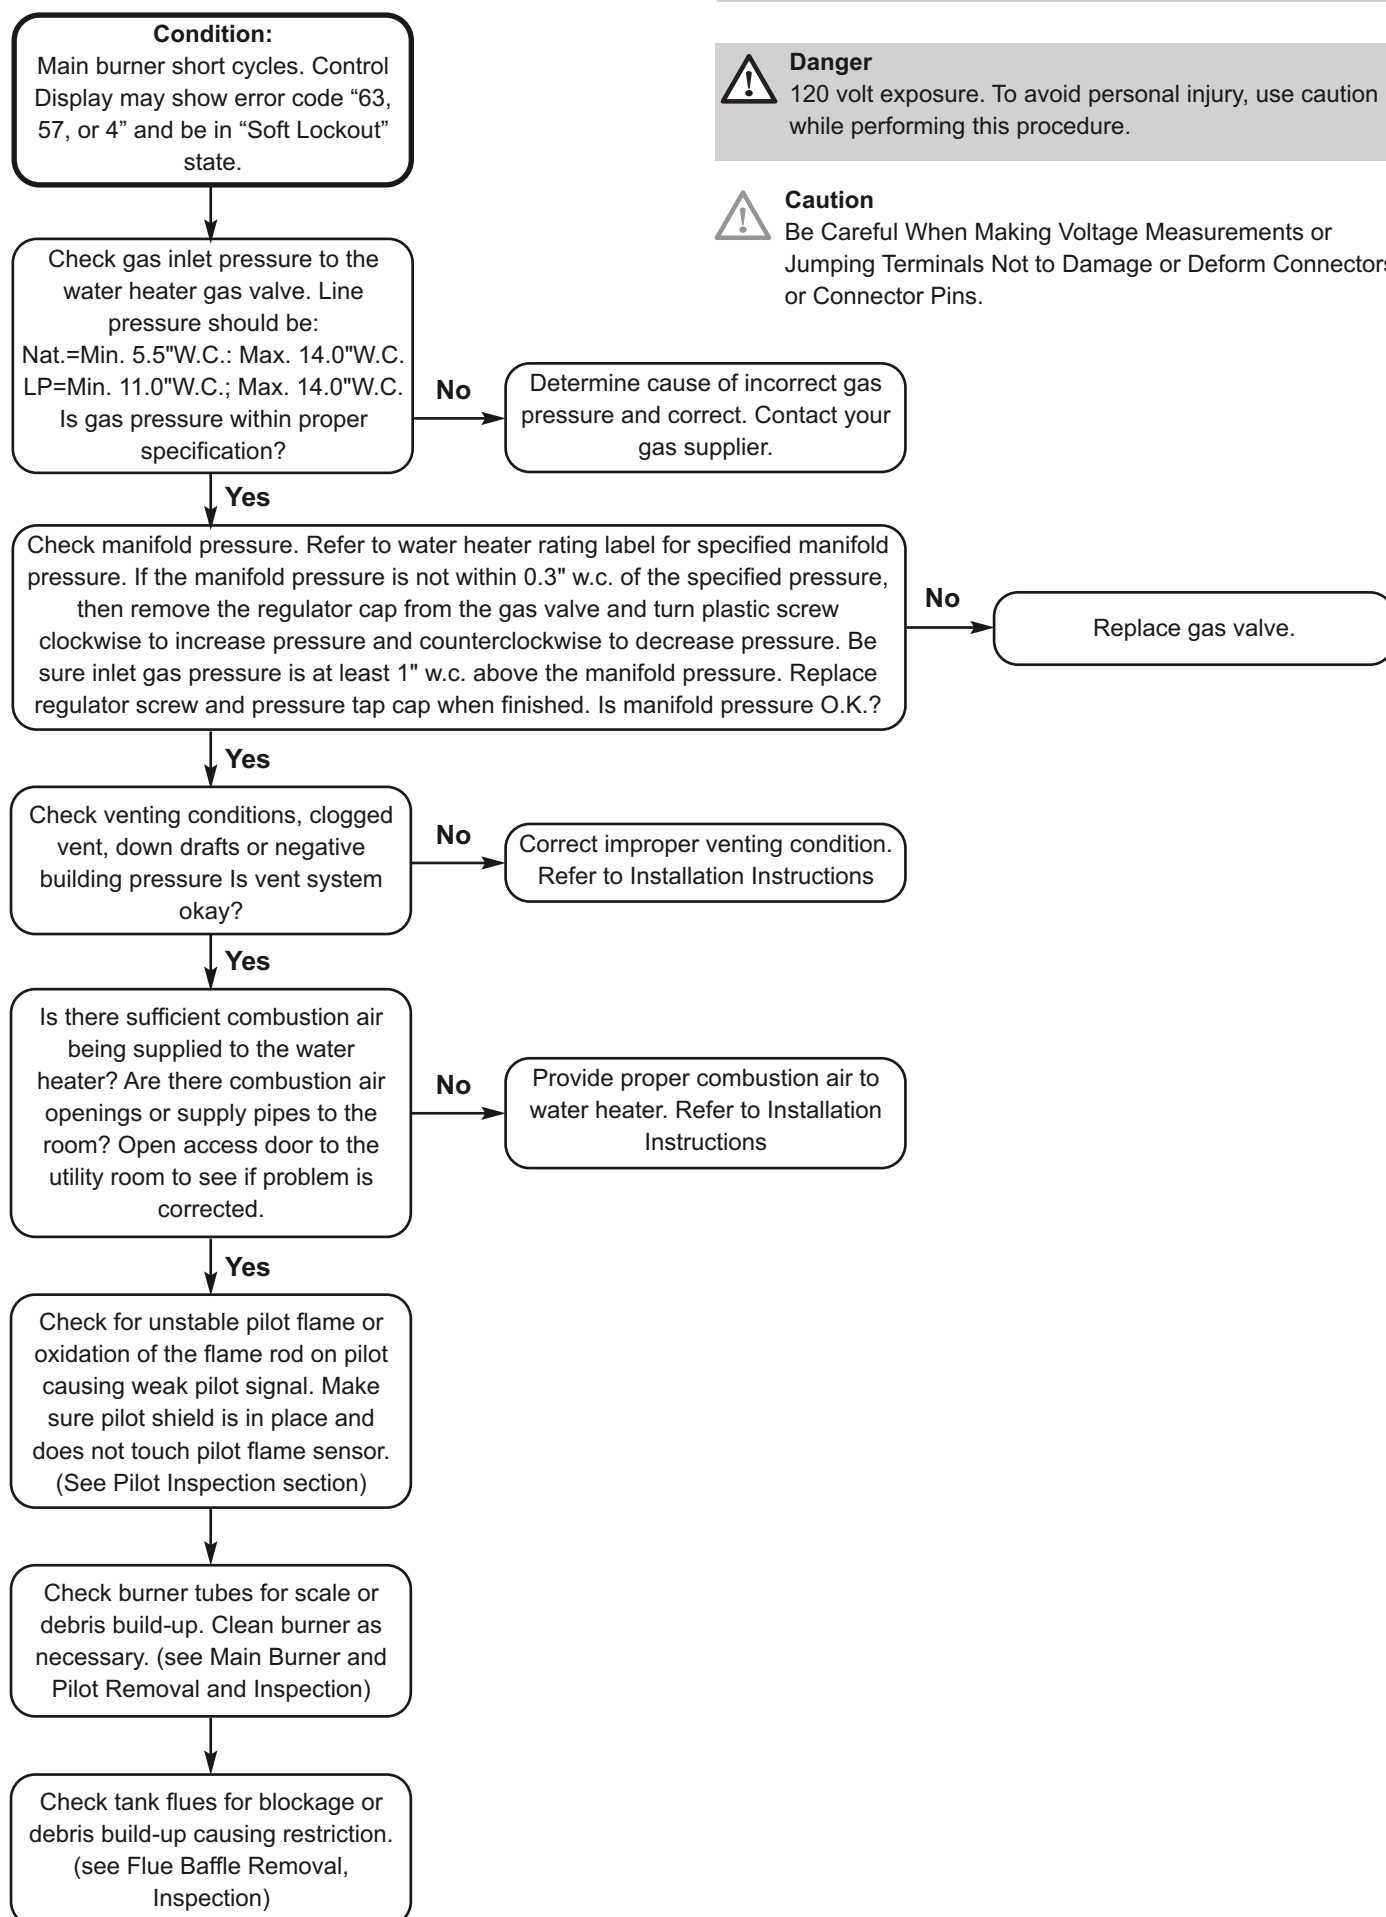 Condition:
Main burner short cycles. Control
Display may show error code “63,
57, or 4” and be in “Soft Lockout”
state.
Danger
120 volt exposure. To avoid personal injury, use caution
while performing this procedure.
Caution
Be Careful When Making Voltage Measurements or
Jumping Terminals Not to Damage or Deform Connectors
or Connector Pins.
Check gas inlet pressure to the
water heater gas valve. Line
pressure should be:
Nat.=Min. 5.5"W.C.: Max. 14.0"W.C.
LP=Min. 11.0"W.C.; Max. 14.0"W.C.
Is gas pressure within proper
specification?
No
Determine cause of incorrect gas
pressure and correct. Contact your
gas supplier.
Yes
Check manifold pressure. Refer to water heater rating label for specified manifold
pressure. If the manifold pressure is not within 0.3" w.c. of the specified pressure,
then remove the regulator cap from the gas valve and turn plastic screw
clockwise to increase pressure and counterclockwise to decrease pressure. Be
sure inlet gas pressure is at least 1" w.c. above the manifold pressure. Replace
regulator screw and pressure tap cap when finished. Is manifold pressure O.K.?
No
Replace gas valve.
Yes
Check venting conditions, clogged
vent, down drafts or negative
building pressure Is vent system
okay?
No
Correct improper venting condition.
Refer to Installation Instructions
Yes
Is there sufficient combustion air
being supplied to the water
heater? Are there combustion air
openings or supply pipes to the
room? Open access door to the
utility room to see if problem is
corrected.
No
Provide proper combustion air to
water heater. Refer to Installation
Instructions
Yes
Check for unstable pilot flame or
oxidation of the flame rod on pilot
causing weak pilot signal. Make
sure pilot shield is in place and
does not touch pilot flame sensor.
(See Pilot Inspection section)
Check burner tubes for scale or
debris build-up. Clean burner as
necessary. (see Main Burner and
Pilot Removal and Inspection)
Check tank flues for blockage or
debris build-up causing restriction.
(see Flue Baffle Removal,
Inspection)